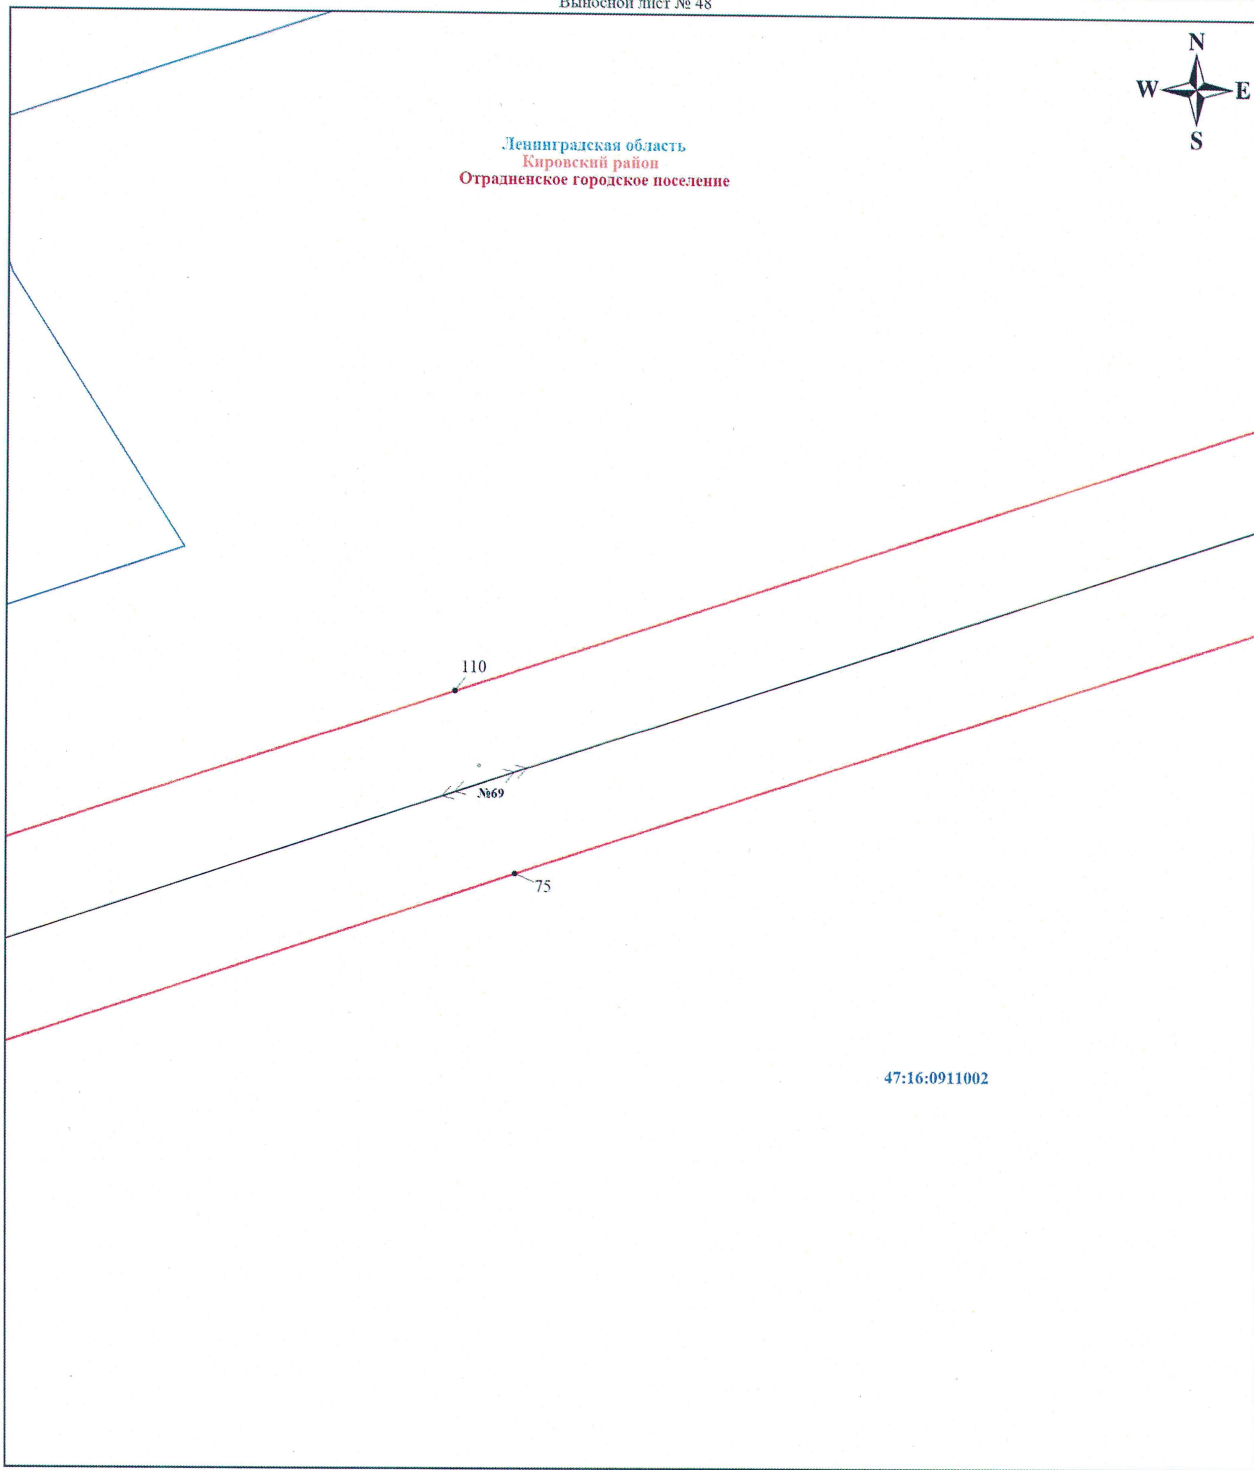 Выносной лист № 48
N
W E
S
Ленинградская область
Кировский район
Отрадненское городское поселение
110
№69
75
47:16:0911002